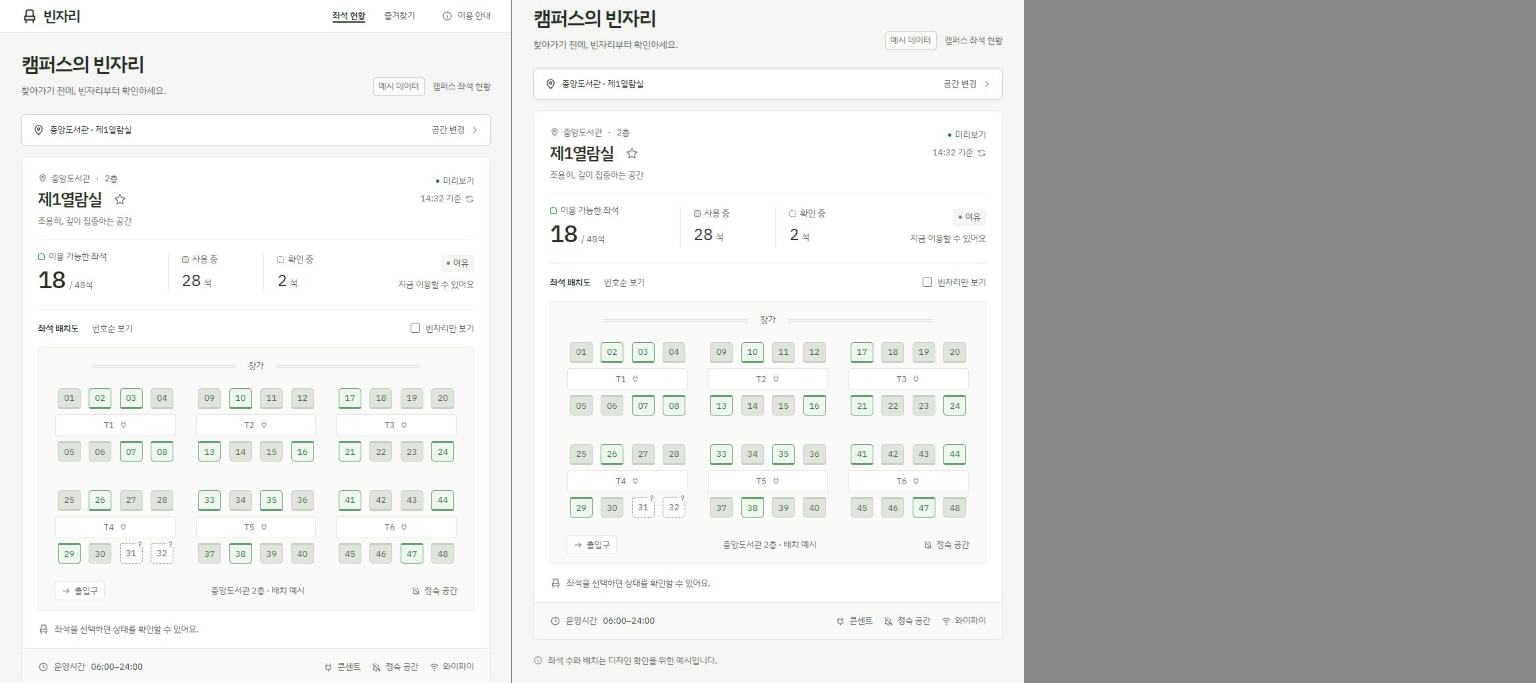 빈자리 좌석 현황 즐겨찾기 이용 안내
캠퍼스의 빈자리
찾아가기 전에, 빈자리부터 확인하세요. 예시 데이터 캠퍼스 좌석 현황
중앙도서관 · 제1열람실 공간 변경
중앙도서관 · 2층 미리보기
제1열람실 14:32 기준
조용히, 깊이 집중하는 공간
이용 가능한 좌석 사용 중 확인 중 여유
18 / 48석 28 석 2 석 지금 이용할 수 있어요
좌석 배치도 번호순 보기 빈자리만 보기
창가
01 02 03 04 09 10 11 12 17 18 19 20
T1 T2 T3
05 06 07 08 13 14 15 16 21 22 23 24
25 26 27 28 33 34 35 36 41 42 43 44
T4 T5 T6
29 30 31 ? 32 ? 37 38 39 40 45 46 47 48
출입구 중앙도서관 2층 · 배치 예시 정숙 공간
좌석을 선택하면 상태를 확인할 수 있어요.
운영시간 06:00–24:00 콘센트 정숙 공간 와이파이
캠퍼스의 빈자리
찾아가기 전에, 빈자리부터 확인하세요. 예시 데이터 캠퍼스 좌석 현황
중앙도서관 · 제1열람실 공간 변경
중앙도서관 · 2층 미리보기
제1열람실 14:32 기준
조용히, 깊이 집중하는 공간
이용 가능한 좌석 사용 중 확인 중 여유
18 / 48석 28 석 2 석 지금 이용할 수 있어요
좌석 배치도 번호순 보기 빈자리만 보기
창가
01 02 03 04 09 10 11 12 17 18 19 20
T1 T2 T3
05 06 07 08 13 14 15 16 21 22 23 24
25 26 27 28 33 34 35 36 41 42 43 44
T4 T5 T6
29 30 31 ? 32 ? 37 38 39 40 45 46 47 48
출입구 중앙도서관 2층 · 배치 예시 정숙 공간
좌석을 선택하면 상태를 확인할 수 있어요.
운영시간 06:00–24:00 콘센트 정숙 공간 와이파이
좌석 수와 배치는 디자인 확인을 위한 예시입니다.